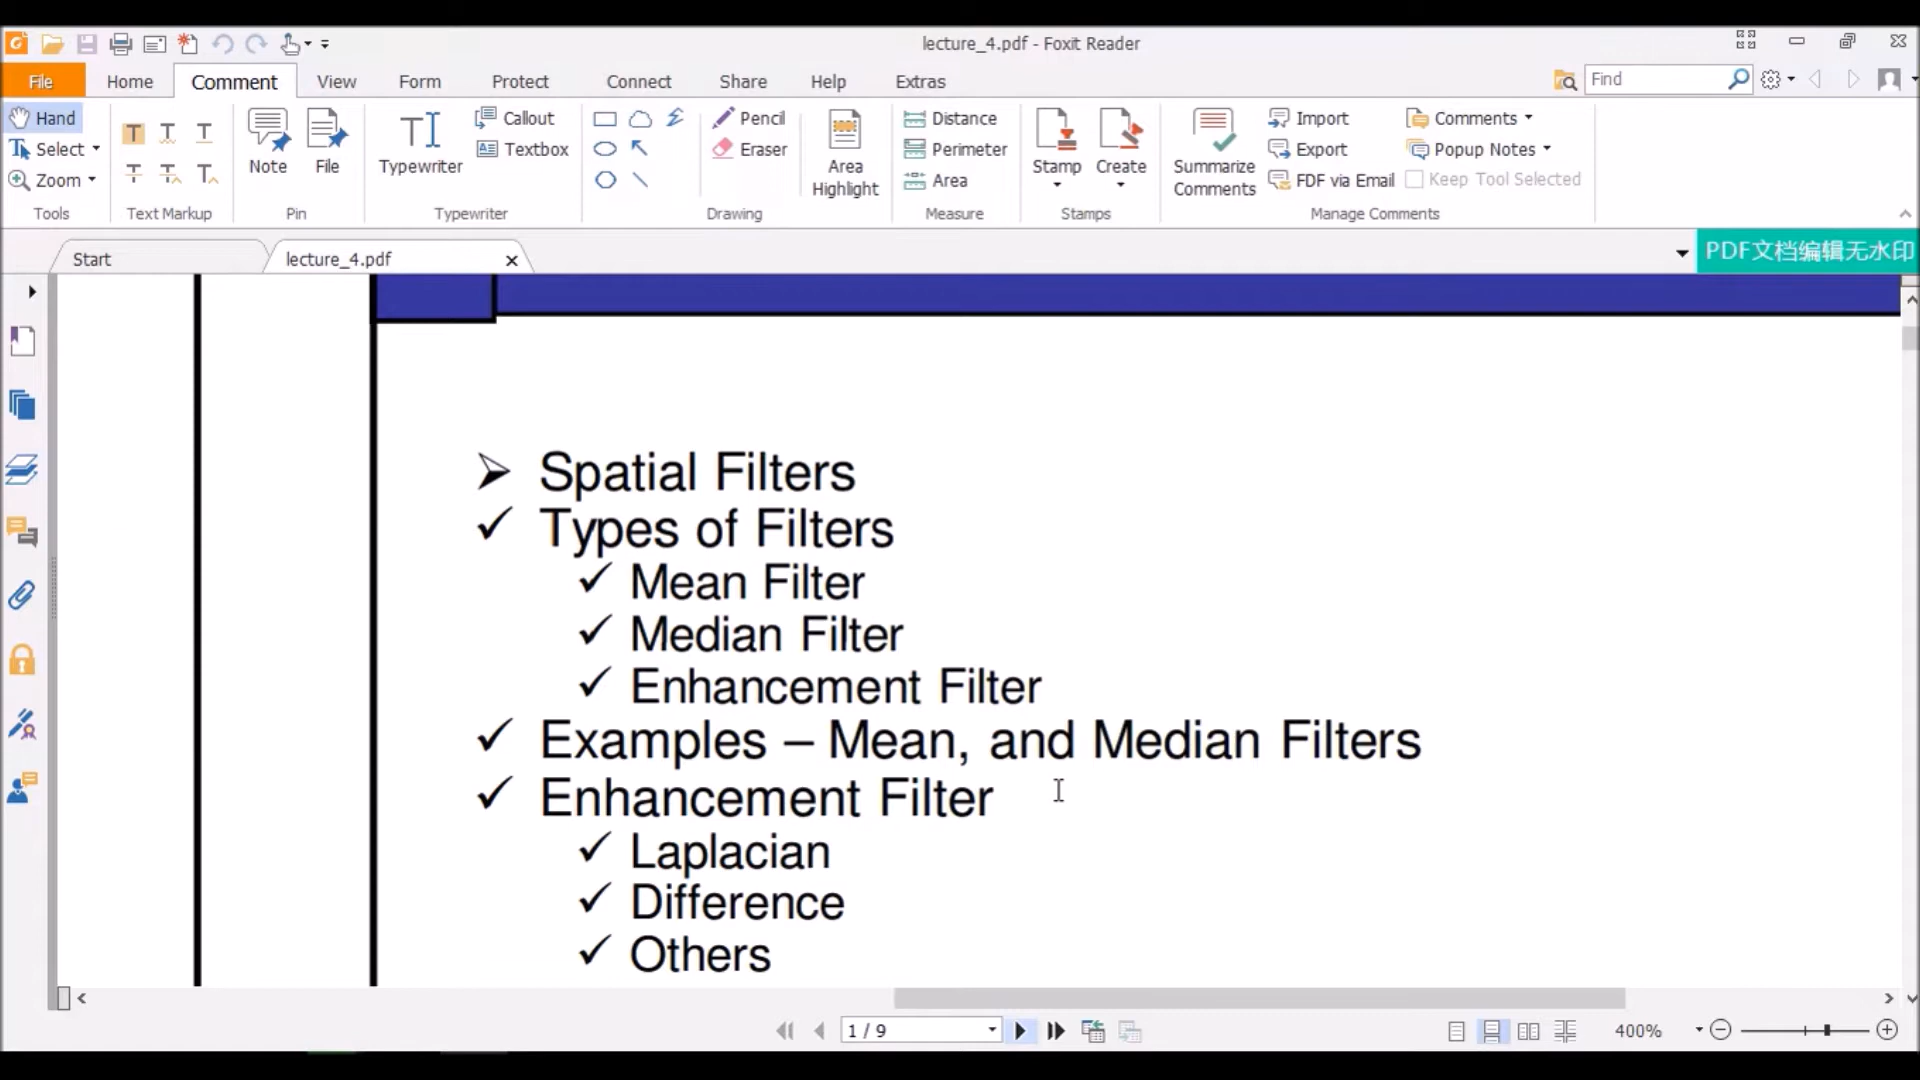 lecture_4.pdf - Foxit Reader
File Home Comment View Form Protect Connect Share Help Extras
Find
Hand
Select
Zoom
Tools
Text Markup
Note
File
Pin
Typewriter
Callout
Textbox
Typewriter
Pencil
Eraser
Area
Highlight
Drawing
Distance
Perimeter
Area
Measure
Stamp
Create
Stamps
Summarize
Comments
Import
Export
FDF via Email
Comments
Popup Notes
Keep Tool Selected
Manage Comments
Start
lecture_4.pdf
PDF文档编辑无水印
Spatial Filters
Types of Filters
Mean Filter
Median Filter
Enhancement Filter
Examples – Mean, and Median Filters
Enhancement Filter
Laplacian
Difference
Others
1 / 9
400%